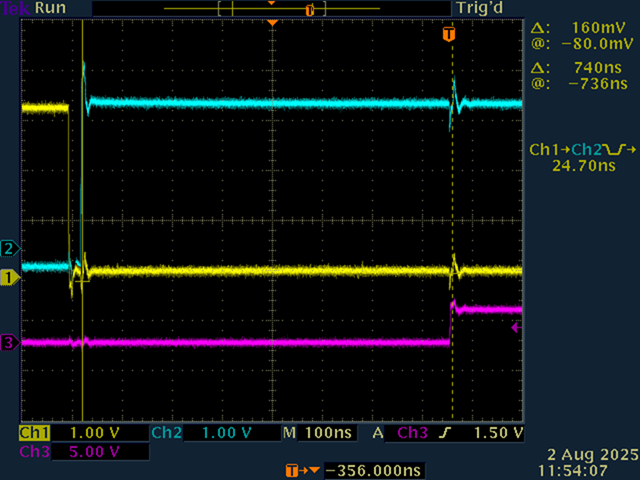 Tek Run Trig'd
Δ: 160mV
@: −80.0mV
Δ: 740ns
@: −736ns
Ch1→Ch2 →
24.70ns
T
2
1
3
Ch1 1.00 V Ch2 1.00 V M 100ns A Ch3 1.50 V
Ch3 5.00 V
T→▼ −356.000ns
2 Aug 2025
11:54:07